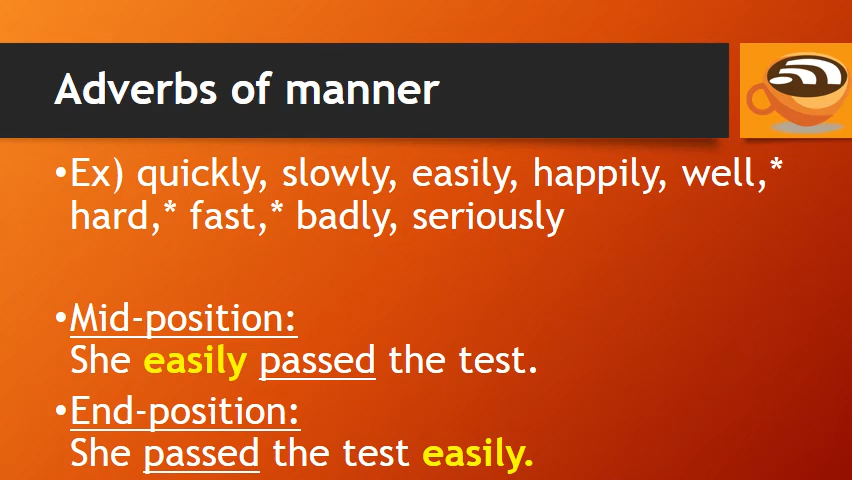 Adverbs of manner
•Ex) quickly, slowly, easily, happily, well,*
hard,* fast,* badly, seriously
•Mid-position:
She easily passed the test.
•End-position:
She passed the test easily.